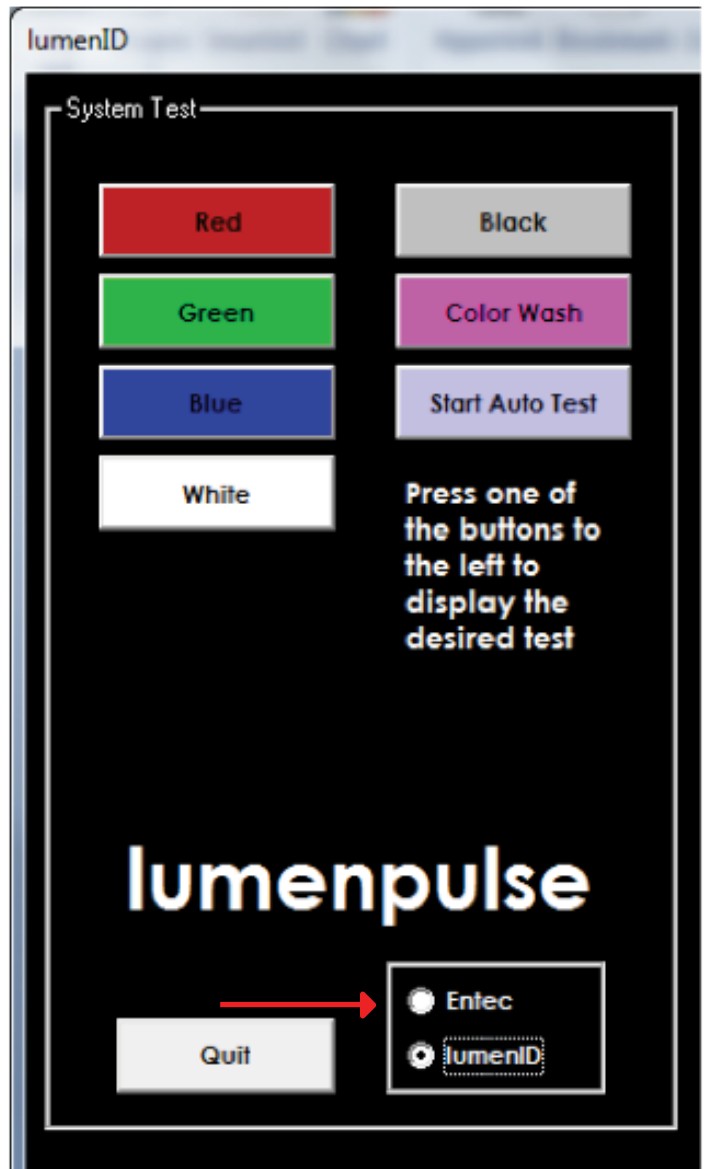 lumenID
System Test
Red
Black
Green
Color Wash
Blue
Start Auto Test
White
Press one of
the buttons to
the left to
display the
desired test
lumenpulse
Entec
Quit
lumenID